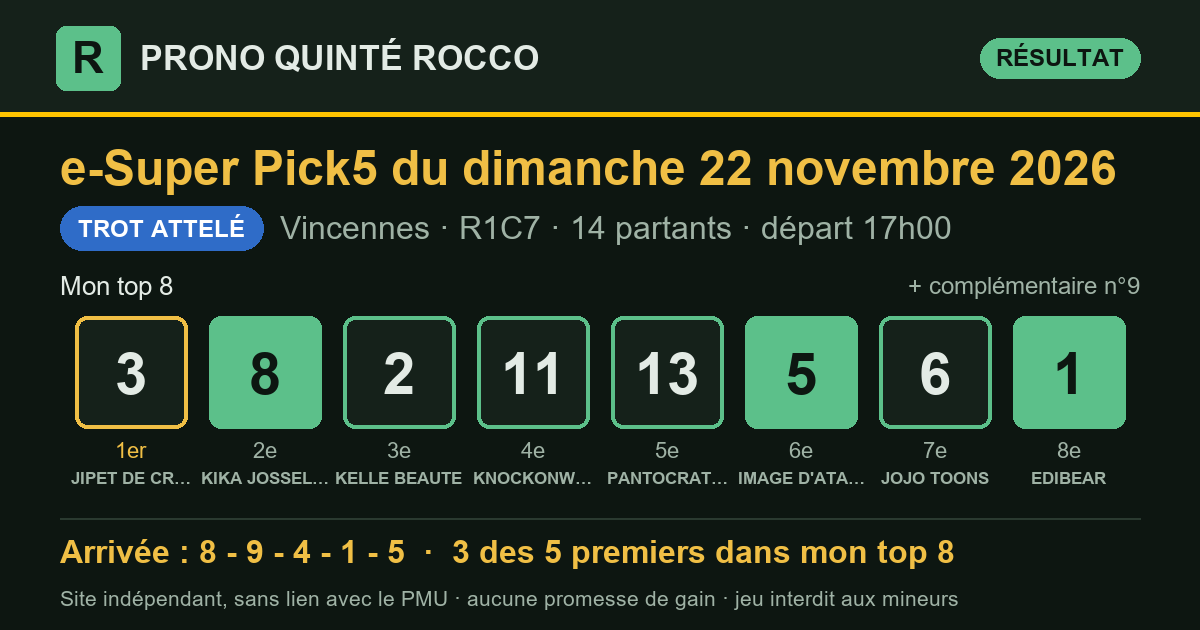 R PRONO QUINTÉ ROCCO RÉSULTAT
e-Super Pick5 du dimanche 22 novembre 2026
TROT ATTELÉ Vincennes · R1C7 · 14 partants · départ 17h00
Mon top 8 + complémentaire n°9
3 8 2 11 13 5 6 1
1er 2e 3e 4e 5e 6e 7e 8e
JIPET DE CR... KIKA JOSSEL... KELLE BEAUTE KNOCKONW... PANTOCRAT... IMAGE D'ATA... JOJO TOONS EDIBEAR
Arrivée : 8 - 9 - 4 - 1 - 5 · 3 des 5 premiers dans mon top 8
Site indépendant, sans lien avec le PMU · aucune promesse de gain · jeu interdit aux mineurs